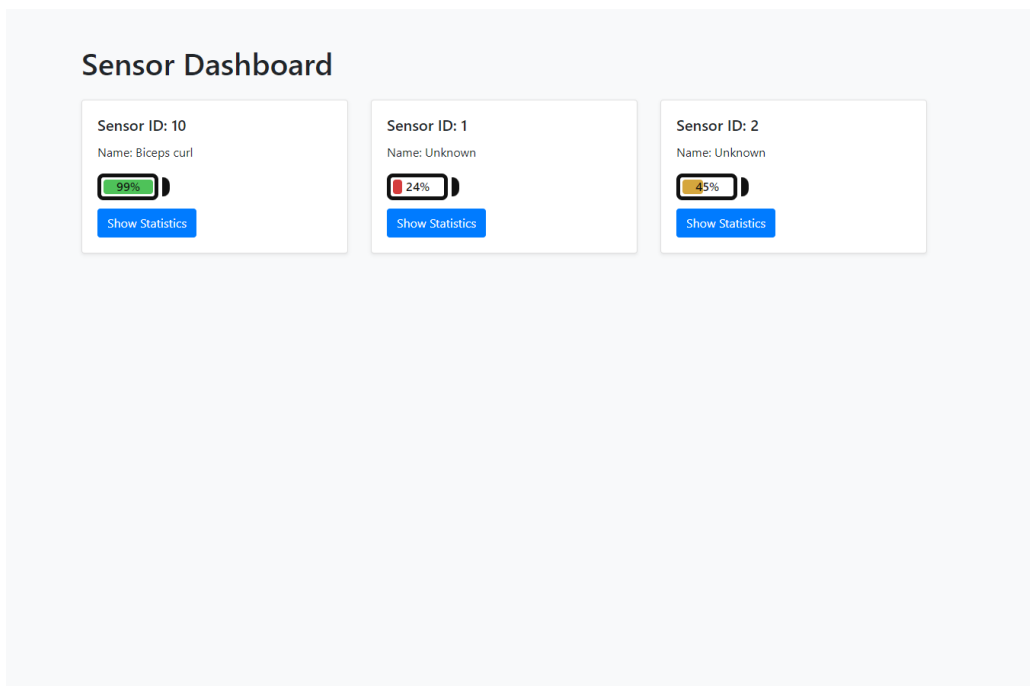 Sensor Dashboard
Sensor ID: 10
Name: Biceps curl
99%
Show Statistics
Sensor ID: 1
Name: Unknown
24%
Show Statistics
Sensor ID: 2
Name: Unknown
45%
Show Statistics